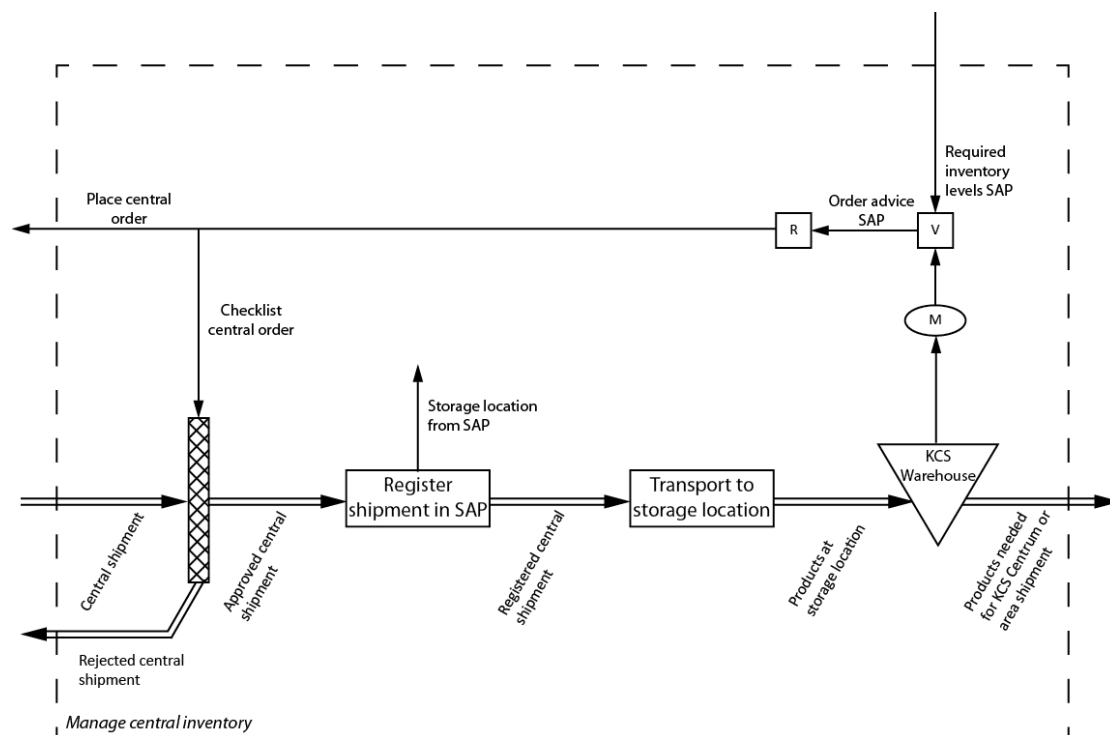 Required
inventory
levels SAP
Place central
order
Order advice
SAP
R
V
Checklist
central order
M
Storage location
from SAP
KCS
Warehouse
Register
shipment in SAP
Transport to
storage location
Central shipment
Approved central
shipment
Registered central
shipment
Products at
storage location
Products needed
for KCS Centrum or
area shipment
Rejected central
shipment
Manage central inventory